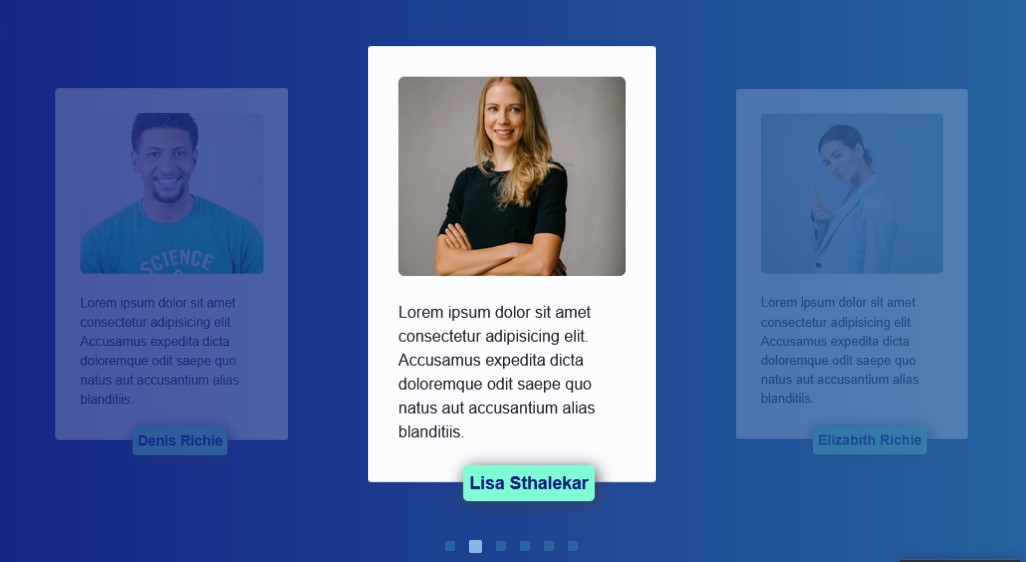 SCIENCE
Lorem ipsum dolor sit amet
consectetur adipisicing elit.
Accusamus expedita dicta
doloremque odit saepe quo
natus aut accusantium alias
blanditiis.
Denis Richie
Lorem ipsum dolor sit amet
consectetur adipisicing elit.
Accusamus expedita dicta
doloremque odit saepe quo
natus aut accusantium alias
blanditiis.
Lisa Sthalekar
Lorem ipsum dolor sit amet
consectetur adipisicing elit.
Accusamus expedita dicta
doloremque odit saepe quo
natus aut accusantium alias
blanditiis.
Elizabith Richie